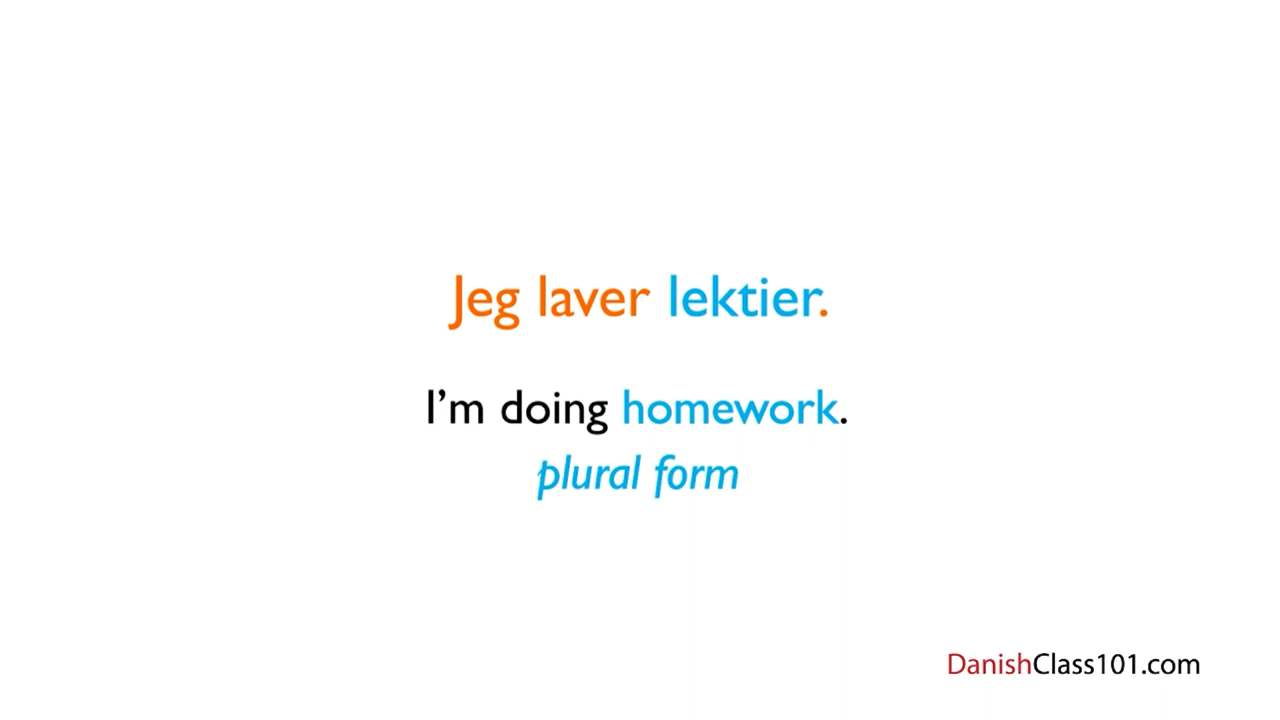 Jeg laver lektier.
I'm doing homework.
plural form
DanishClass101.com